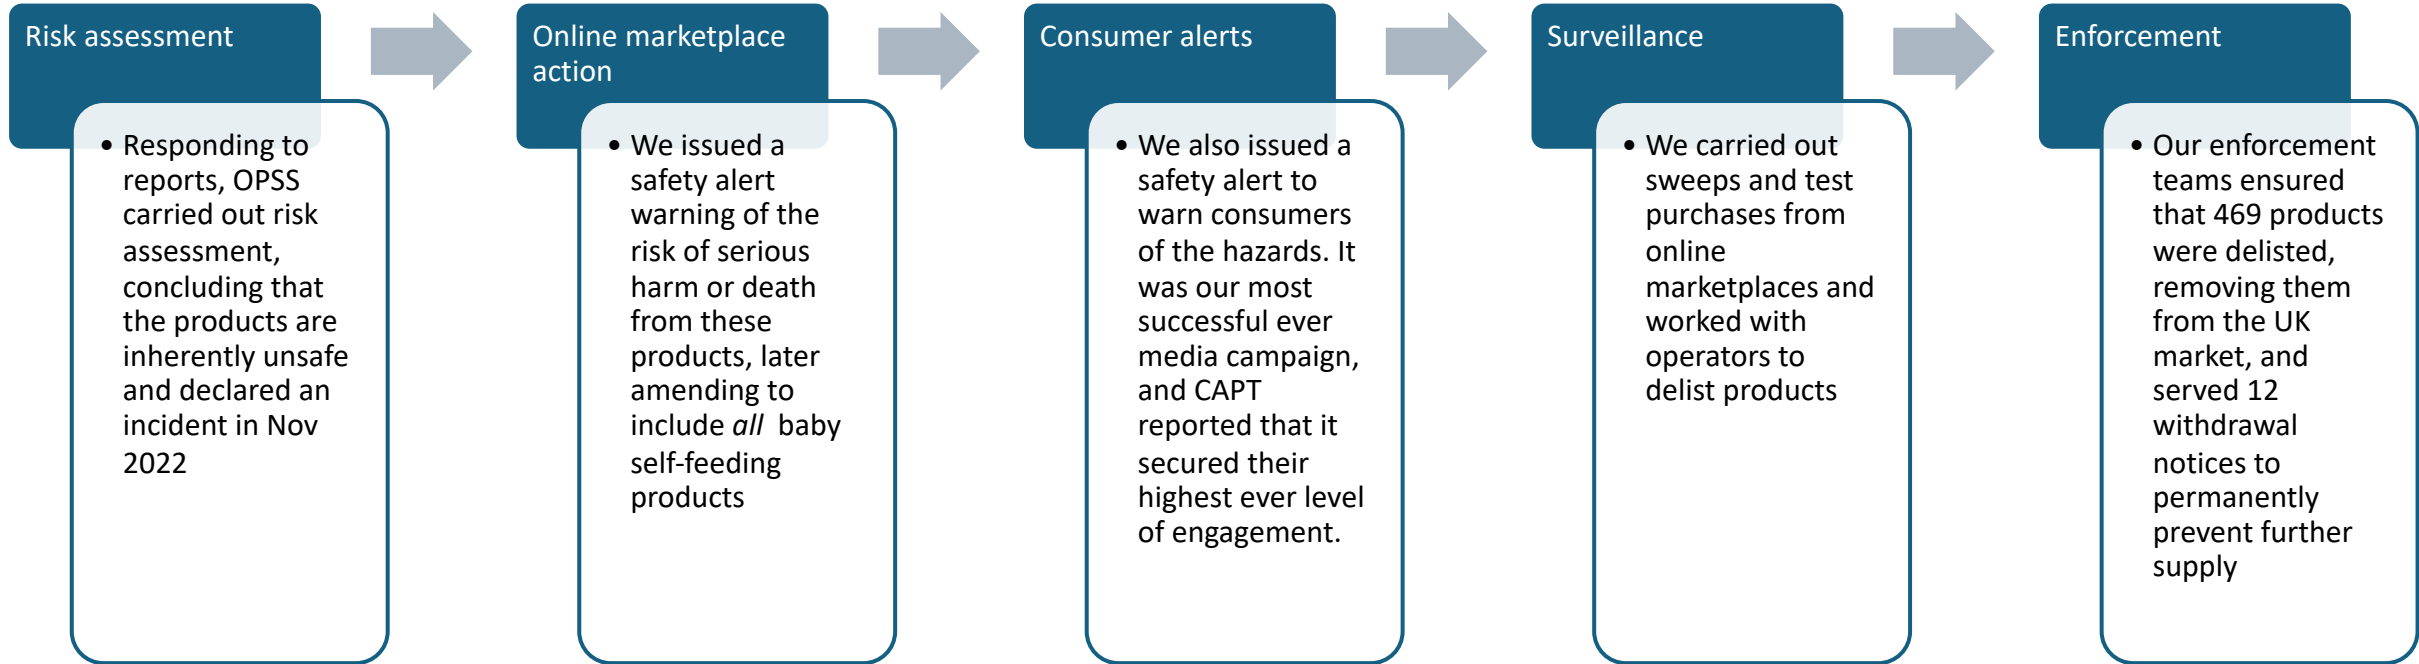 Risk assessment
• Responding to
reports, OPSS
carried out risk
assessment,
concluding that
the products are
inherently unsafe
and declared an
incident in Nov
2022
Online marketplace
action
• We issued a
safety alert
warning of the
risk of serious
harm or death
from these
products, later
amending to
include all baby
self-feeding
products
Consumer alerts
• We also issued a
safety alert to
warn consumers
of the hazards. It
was our most
successful ever
media campaign,
and CAPT
reported that it
secured their
highest ever level
of engagement.
Surveillance
• We carried out
sweeps and test
purchases from
online
marketplaces and
worked with
operators to
delist products
Enforcement
• Our enforcement
teams ensured
that 469 products
were delisted,
removing them
from the UK
market, and
served 12
withdrawal
notices to
permanently
prevent further
supply